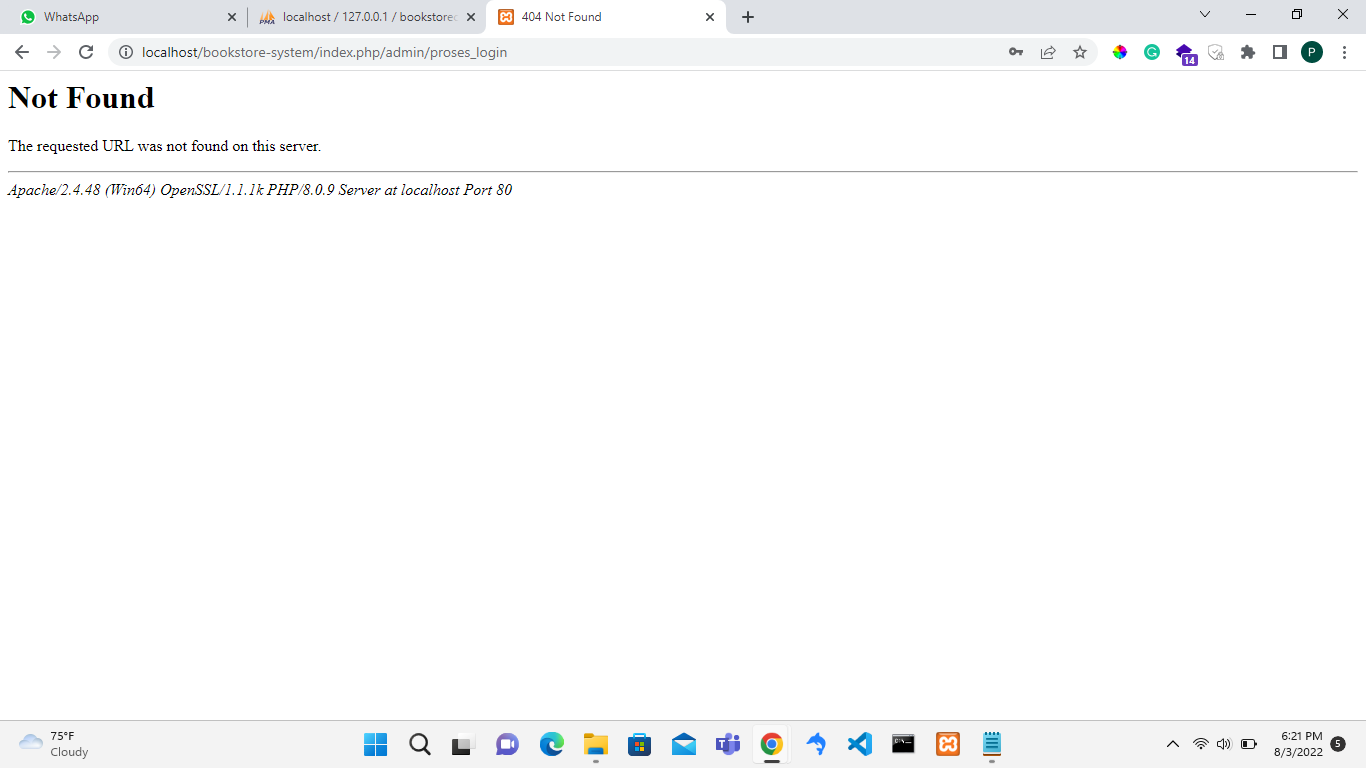 WhatsApp
localhost / 127.0.0.1 / bookstore
404 Not Found
localhost/bookstore-system/index.php/admin/proses_login
14
P
Not Found
The requested URL was not found on this server.
Apache/2.4.48 (Win64) OpenSSL/1.1.1k PHP/8.0.9 Server at localhost Port 80
75°F
Cloudy
6:21 PM
8/3/2022
5